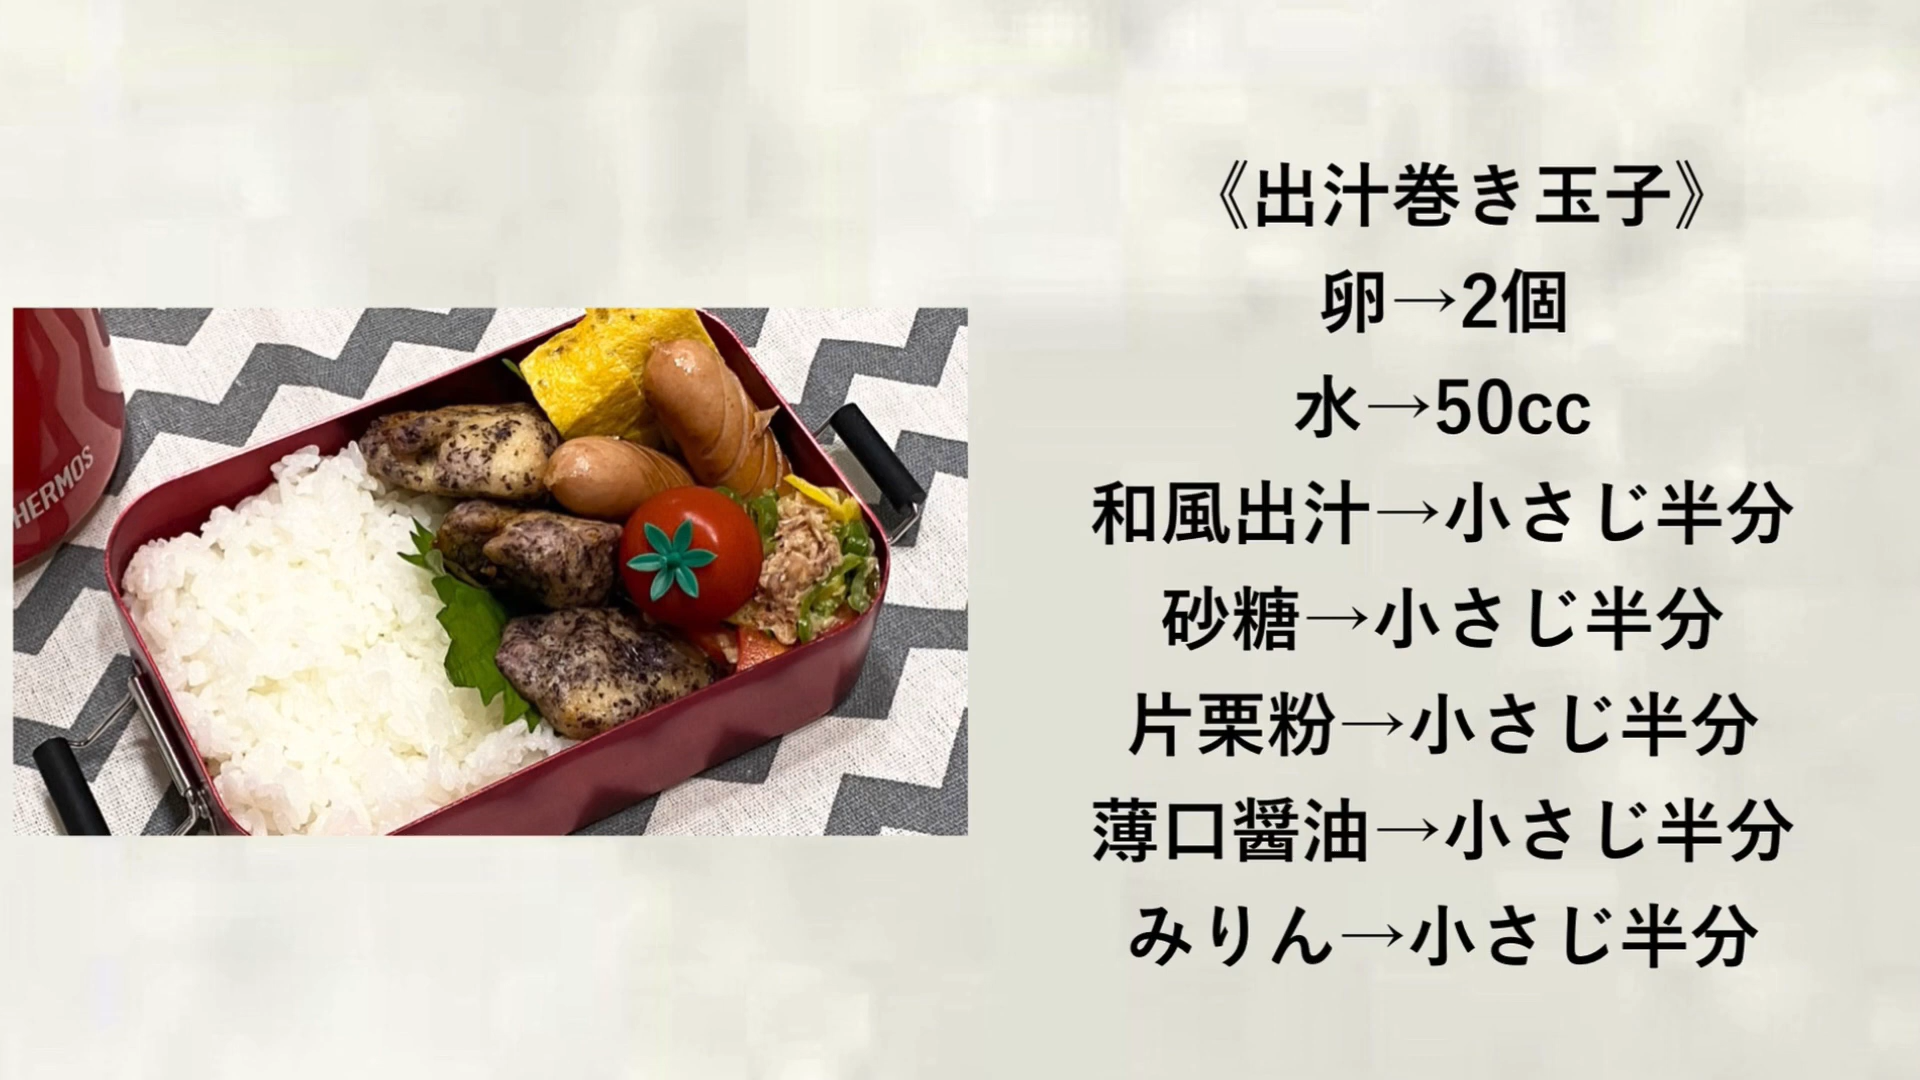 HERMOS
《出汁巻き玉子》
卵→2個
水→50cc
和風出汁→小さじ半分
砂糖→小さじ半分
片栗粉→小さじ半分
薄口醤油→小さじ半分
みりん→小さじ半分